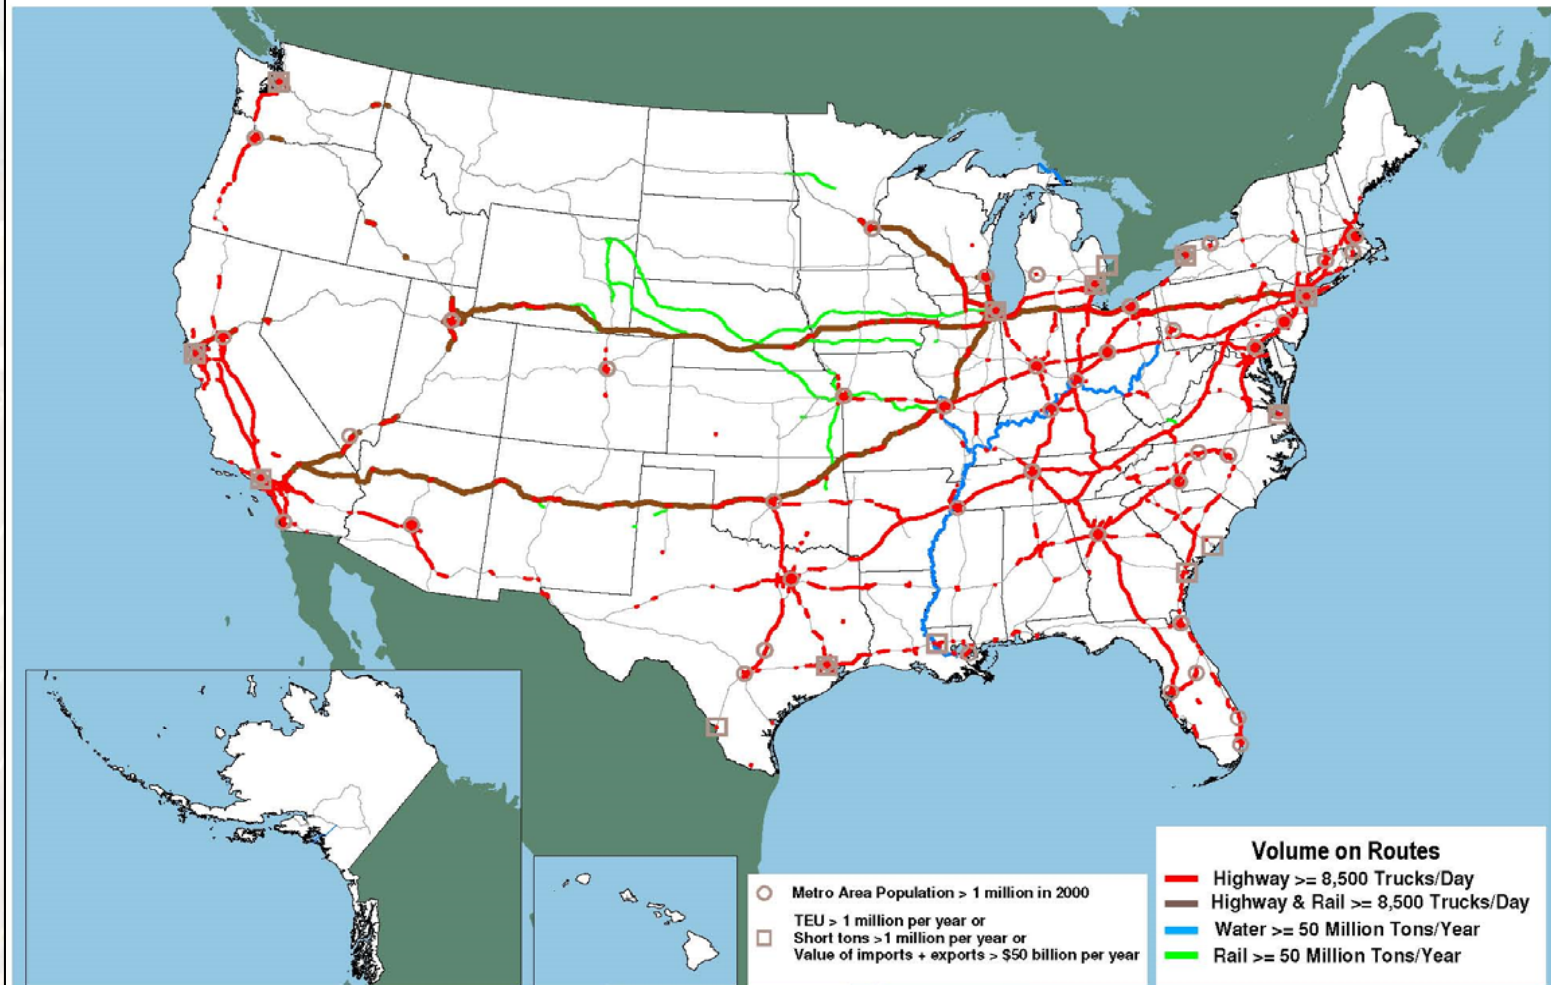 Metro Area Population > 1 million in 2000
TEU > 1 million per year or
Short tons >1 million per year or
Value of imports + exports > $50 billion per year
Volume on Routes
Highway >= 8,500 Trucks/Day
Highway & Rail >= 8,500 Trucks/Day
Water >= 50 Million Tons/Year
Rail >= 50 Million Tons/Year